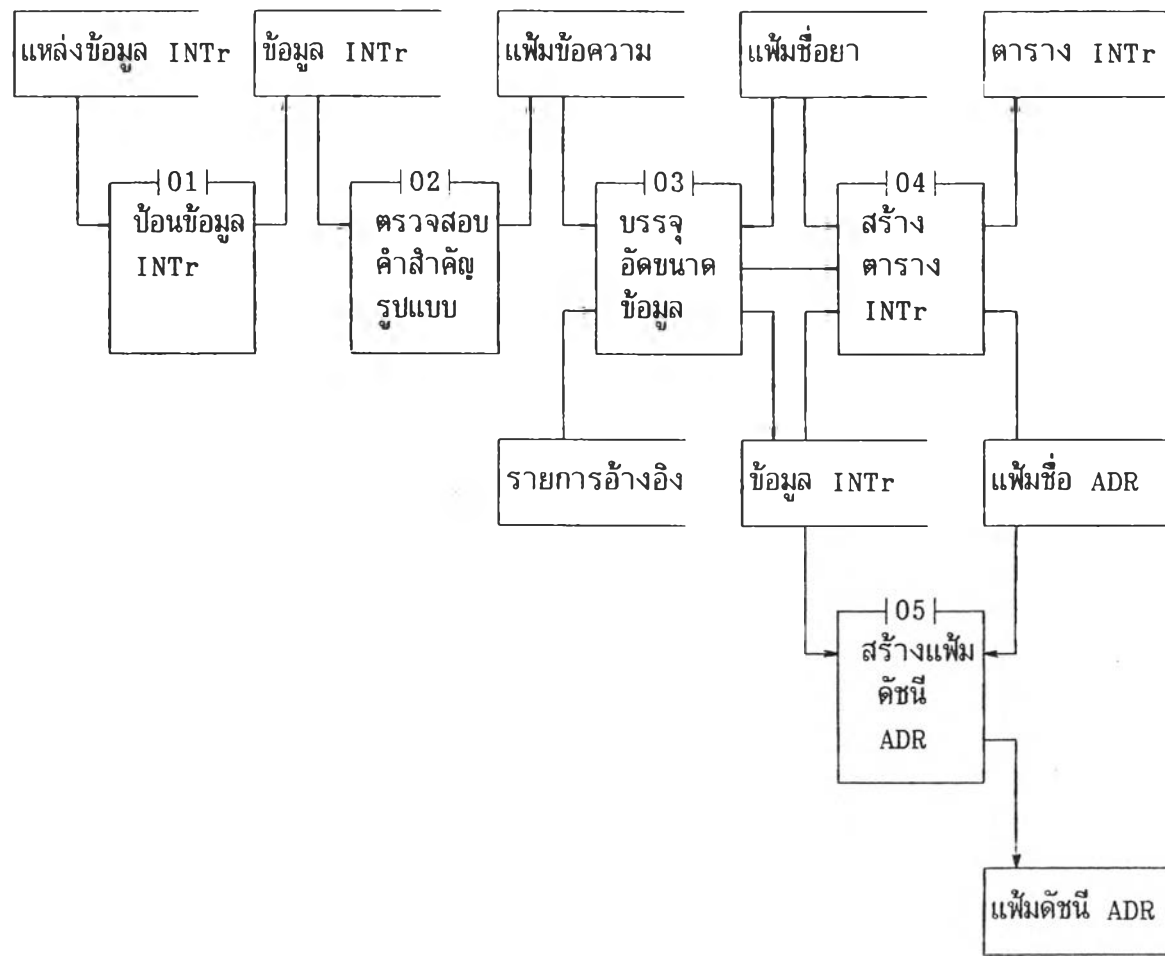 แหล่งข้อมูล INTr
ข้อมูล INTr
แฟ้มข้อความ
แฟ้มชื่อยา
ตาราง INTr
01
ป้อนข้อมูล
INTr
02
ตรวจสอบ
คำสำคัญ
รูปแบบ
03
บรรจุ
อัดขนาด
ข้อมูล
04
สร้าง
ตาราง
INTr
รายการอ้างอิง
ข้อมูล INTr
แฟ้มชื่อ ADR
05
สร้างแฟ้ม
ดัชนี
ADR
แฟ้มดัชนี ADR